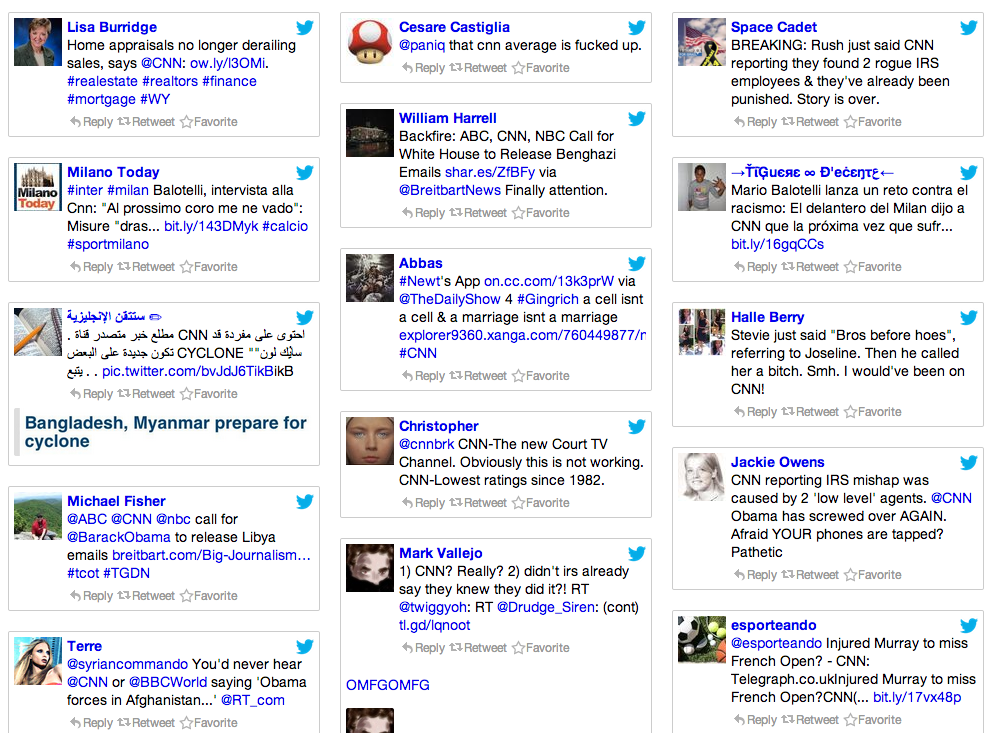 Lisa Burridge
Home appraisals no longer derailing
sales, says @CNN: ow.ly/l3OMi.
#realestate #realtors #finance
#mortgage #WY
Reply Retweet Favorite
Milano
Today
Milano Today
#inter #milan Balotelli, intervista alla
Cnn: "Al prossimo coro me ne vado":
Misure "dras... bit.ly/143DMyk #calcio
#sportmilano
Reply Retweet Favorite
ستتقن الإنجليزية ✏
. مطلع خبر متصدر قناة CNN احتوى على مفردة قد
تكون جديدة على البعض CYCLONE "" سايك لون
. . يتبع pic.twitter.com/bvJdJ6TikBikB
Reply Retweet Favorite
Bangladesh, Myanmar prepare for
cyclone
Michael Fisher
@ABC @CNN @nbc call for
@BarackObama to release Libya
emails breitbart.com/Big-Journalism…
#tcot #TGDN
Reply Retweet Favorite
Terre
@syriancommando You'd never hear
@CNN or @BBCWorld saying 'Obama
forces in Afghanistan...' @RT_com
Reply Retweet Favorite
Cesare Castiglia
@paniq that cnn average is fucked up.
Reply Retweet Favorite
William Harrell
Backfire: ABC, CNN, NBC Call for
White House to Release Benghazi
Emails shar.es/ZfBFy via
@BreitbartNews Finally attention.
Reply Retweet Favorite
Abbas
#Newt's App on.cc.com/13k3prW via
@TheDailyShow 4 #Gingrich a cell isnt
a cell & a marriage isnt a marriage
explorer9360.xanga.com/760449877/n
#CNN
Reply Retweet Favorite
Christopher
@cnnbrk CNN-The new Court TV
Channel. Obviously this is not working.
CNN-Lowest ratings since 1982.
Reply Retweet Favorite
Mark Vallejo
1) CNN? Really? 2) didn't irs already
say they knew they did it?! RT
@twiggyoh: RT @Drudge_Siren: (cont)
tl.gd/lqnoot
Reply Retweet Favorite
OMFGOMFG
Space Cadet
BREAKING: Rush just said CNN
reporting they found 2 rogue IRS
employees & they've already been
punished. Story is over.
Reply Retweet Favorite
Mario Balotelli lanza un reto contra el
racismo: El delantero del Milan dijo a
CNN que la próxima vez que sufr...
bit.ly/16gqCCs
Reply Retweet Favorite
Halle Berry
Stevie just said "Bros before hoes",
referring to Joseline. Then he called
her a bitch. Smh. I would've been on
CNN!
Reply Retweet Favorite
Jackie Owens
CNN reporting IRS mishap was
caused by 2 'low level' agents. @CNN
Obama has screwed over AGAIN.
Afraid YOUR phones are tapped?
Pathetic
Reply Retweet Favorite
esporteando
@esporteando Injured Murray to miss
French Open? - CNN:
Telegraph.co.ukInjured Murray to miss
French Open?CNN(... bit.ly/17vx48p
Reply Retweet Favorite